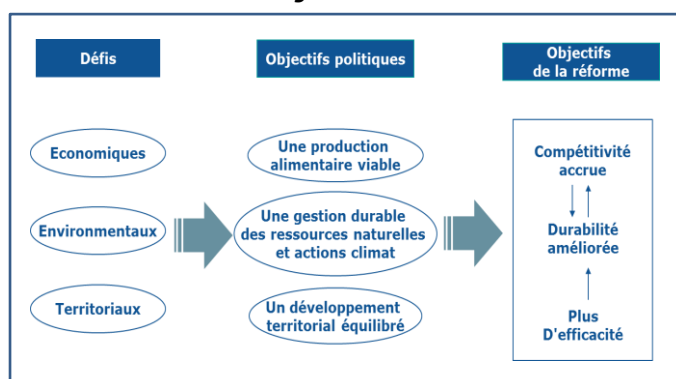 Défis
Objectifs politiques
Objectifs
de la réforme
Economiques
Environmentaux
Territoriaux
Une production
alimentaire viable
Une gestion durable
des ressources naturelles
et actions climat
Un développement
territorial équilibré
Compétitivité
accrue
Durabilité
améliorée
Plus
D'efficacité